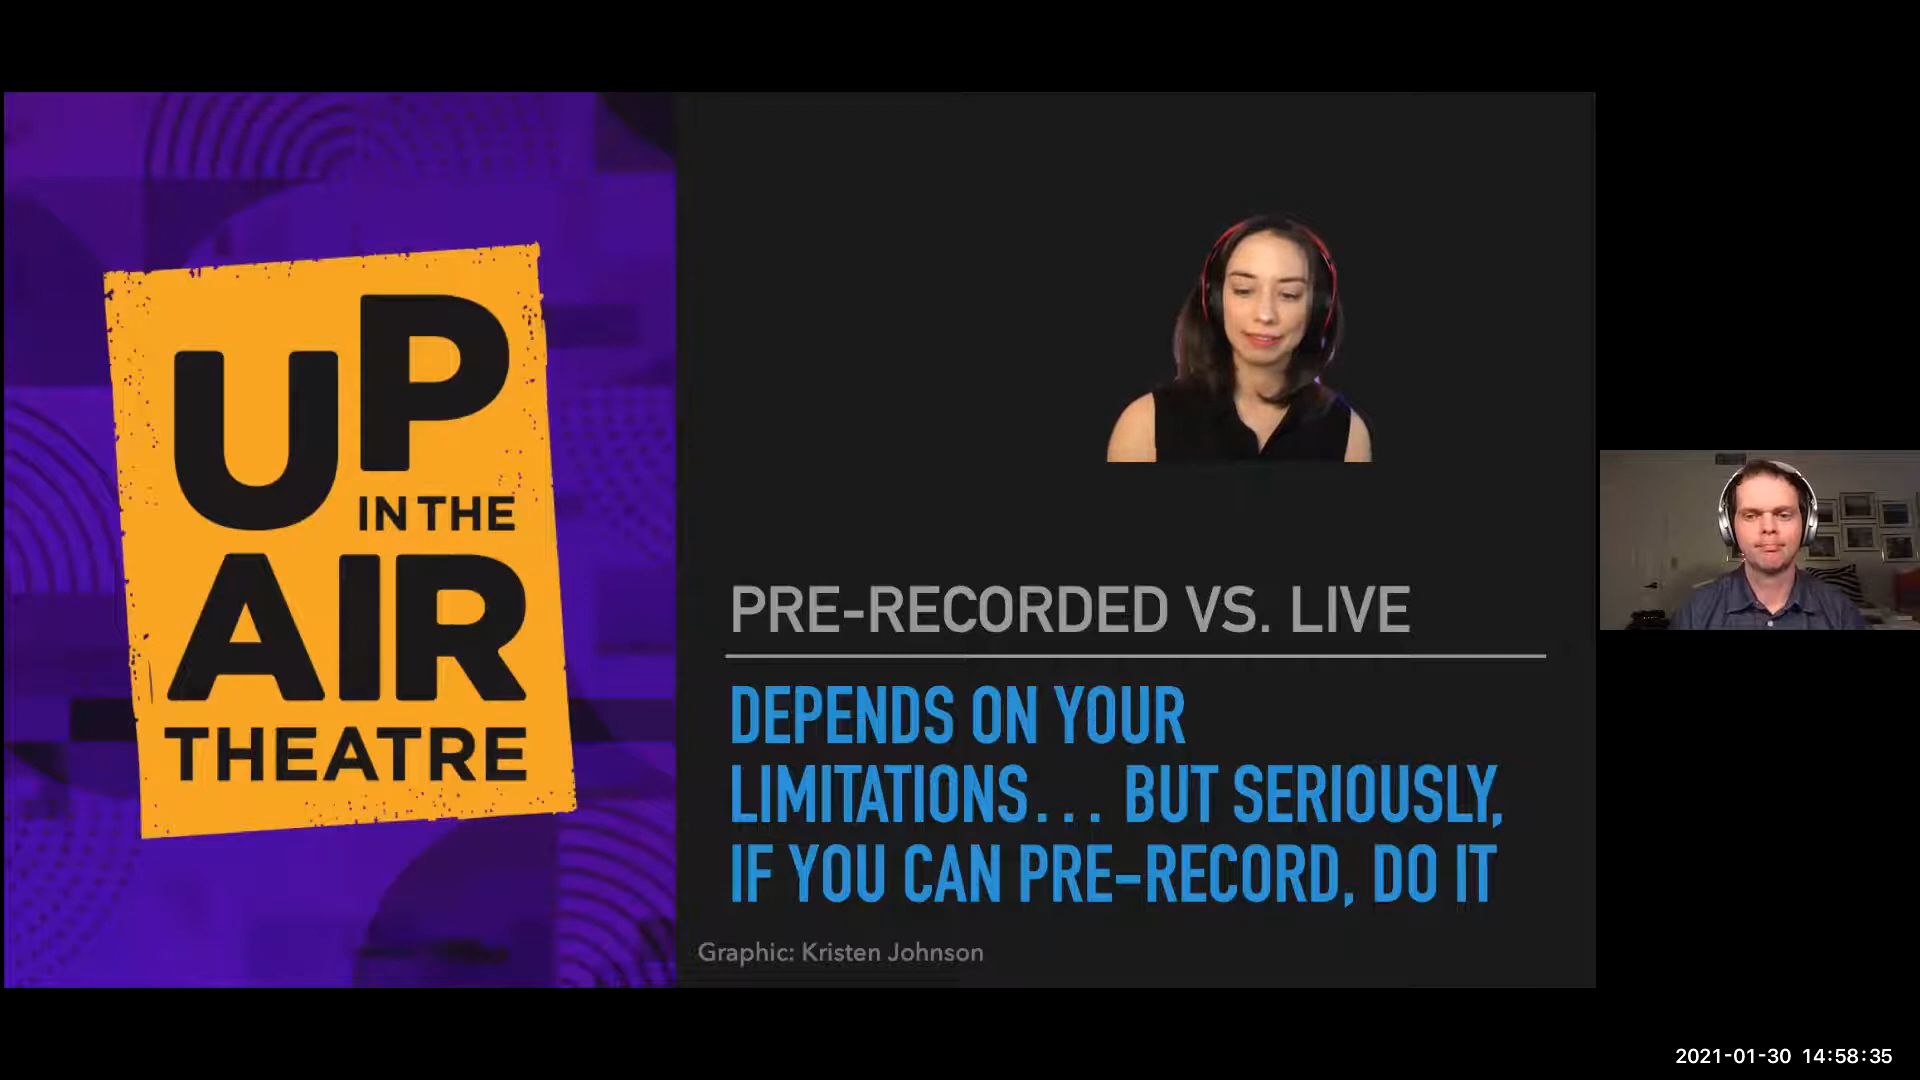 UP
IN THE
AIR
THEATRE
PRE-RECORDED VS. LIVE
DEPENDS ON YOUR
LIMITATIONS... BUT SERIOUSLY,
IF YOU CAN PRE-RECORD, DO IT
Graphic: Kristen Johnson
2021-01-30 14:58:35